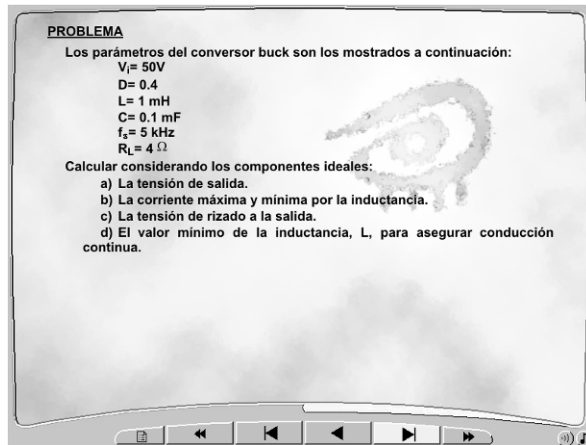 PROBLEMA
Los parámetros del conversor buck son los mostrados a continuación:
Vi= 50V
D= 0.4
L= 1 mH
C= 0.1 mF
fs= 5 kHz
RL= 4 Ω
Calcular considerando los componentes ideales:
a) La tensión de salida.
b) La corriente máxima y mínima por la inductancia.
c) La tensión de rizado a la salida.
d) El valor mínimo de la inductancia, L, para asegurar conducción
continua.